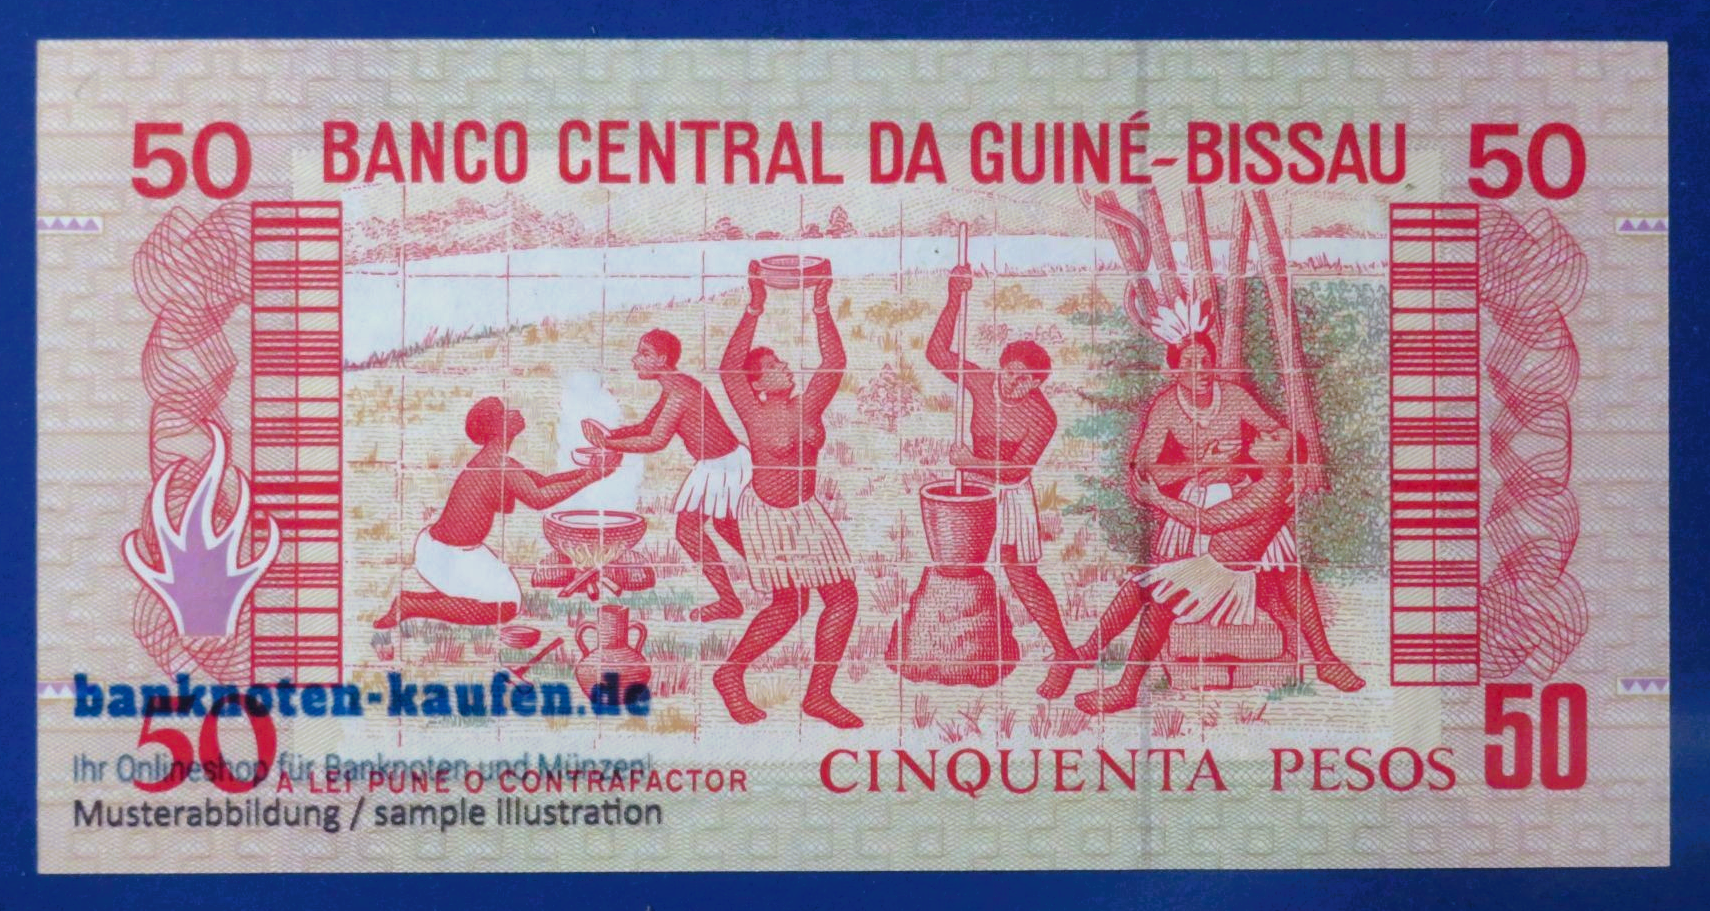 50 BANCO CENTRAL DA GUINÉ-BISSAU 50
banknoten-kaufen.de
50 A LEI PUNE O CONTRAFACTOR CINQUENTA PESOS 50
Ihr Onlineshop für Banknoten und Münzen!
Musterabbildung / sample Illustration